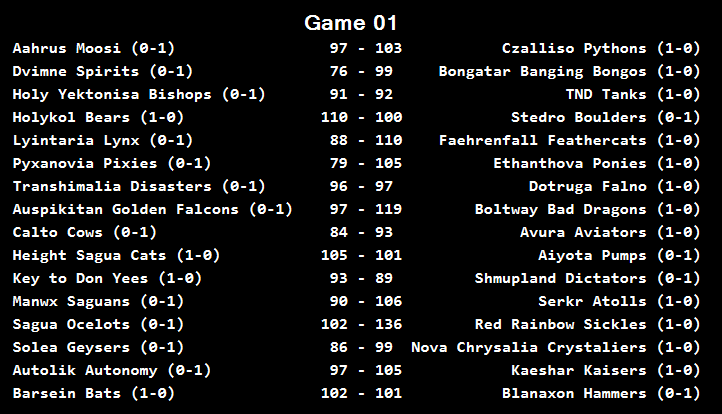 Game 01
Aahrus Moosi (0-1) 97 - 103 Czalliso Pythons (1-0)
Dvimne Spirits (0-1) 76 - 99 Bongatar Banging Bongos (1-0)
Holy Yektonisa Bishops (0-1) 91 - 92 TND Tanks (1-0)
Holykol Bears (1-0) 110 - 100 Stedro Boulders (0-1)
Lyintaria Lynx (0-1) 88 - 110 Faehrenfall Feathercats (1-0)
Pyxanovia Pixies (0-1) 79 - 105 Ethanthova Ponies (1-0)
Transhimalia Disasters (0-1) 96 - 97 Dotruga Falno (1-0)
Auspikitan Golden Falcons (0-1) 97 - 119 Boltway Bad Dragons (1-0)
Calto Cows (0-1) 84 - 93 Avura Aviators (1-0)
Height Sagua Cats (1-0) 105 - 101 Aiyota Pumps (0-1)
Key to Don Yees (1-0) 93 - 89 Shmupland Dictators (0-1)
Manwx Saguans (0-1) 90 - 106 Serkr Atolls (1-0)
Sagua Ocelots (0-1) 102 - 136 Red Rainbow Sickles (1-0)
Solea Geysers (0-1) 86 - 99 Nova Chrysalia Crystaliers (1-0)
Autolik Autonomy (0-1) 97 - 105 Kaeshar Kaisers (1-0)
Barsein Bats (1-0) 102 - 101 Blanaxon Hammers (0-1)